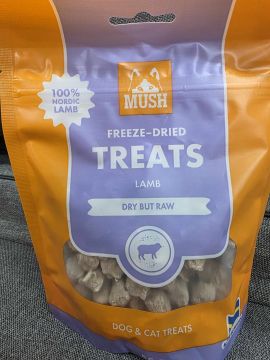 MUSH
100%
NORDIC
LAMB
FREEZE-DRIED
TREATS
LAMB
DRY BUT RAW
DOG & CAT TREATS